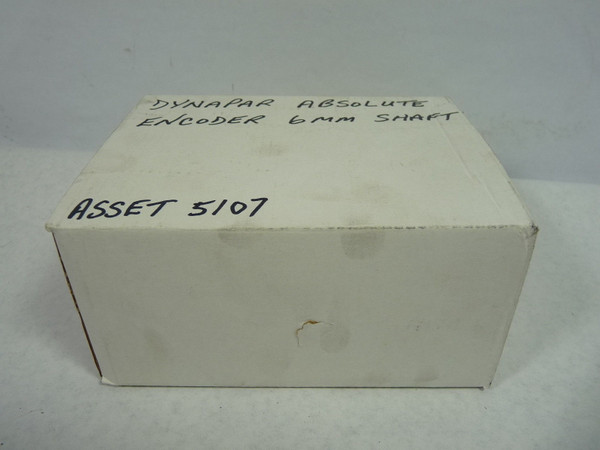 DYNAPAR ABSOLUTE
ENCODER 6MM SHAFT
ASSET 5107